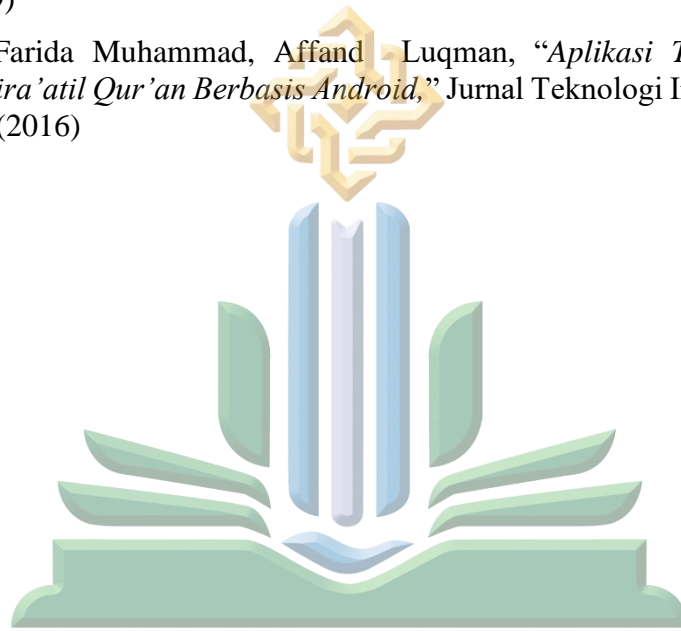 Farida Muhammad, Affand Luqman, “Aplikasi
ira’atil Qur’an Berbasis Android,” Jurnal Teknologi
(2016)